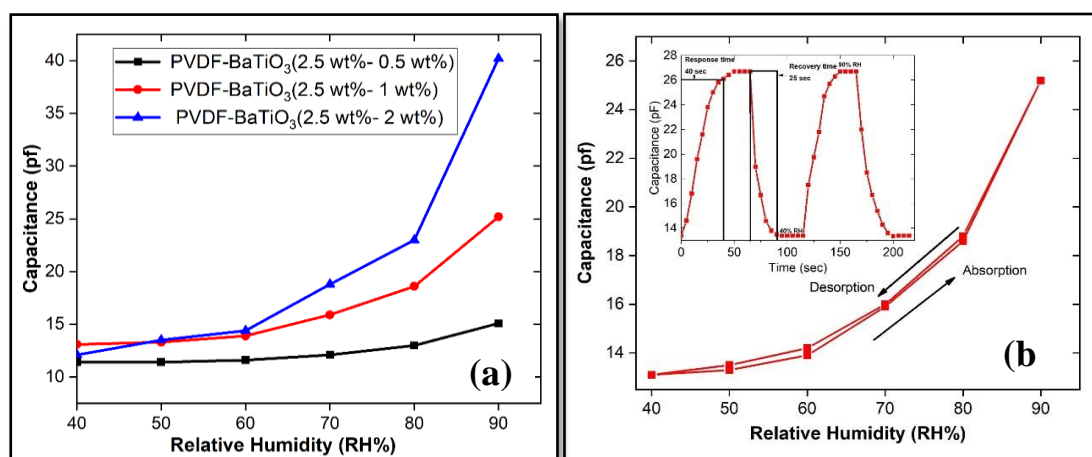 40
35
30
25
20
15
10
Capacitance (pf)
PVDF-BaTiO3(2.5 wt%- 0.5 wt%)
PVDF-BaTiO3(2.5 wt%- 1 wt%)
PVDF-BaTiO3(2.5 wt%- 2 wt%)
(a)
40 50 60 70 80 90
Relative Humidity (RH%)
26
24
22
20
18
16
14
Capacitance (pf)
28
26
24
22
20
18
16
14
Capacitance (pF)
Response time
40 sec
Recovery time
25 sec
90% RH
40% RH
0 50 100 150 200
Time (sec)
Desorption
Absorption
(b)
40 50 60 70 80 90
Relative Humidity (RH%)